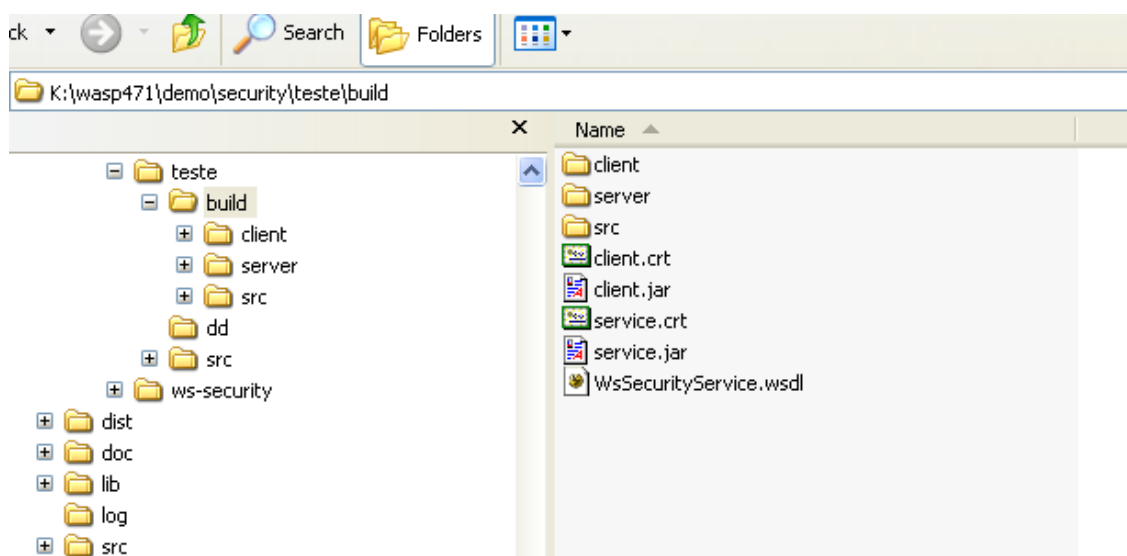 ck Search Folders
K:\wasp471\demo\security\teste\build
Name
teste
build
client
server
src
dd
src
ws-security
dist
doc
lib
log
src
client
server
src
client.crt
client.jar
service.crt
service.jar
WsSecurityService.wsdl